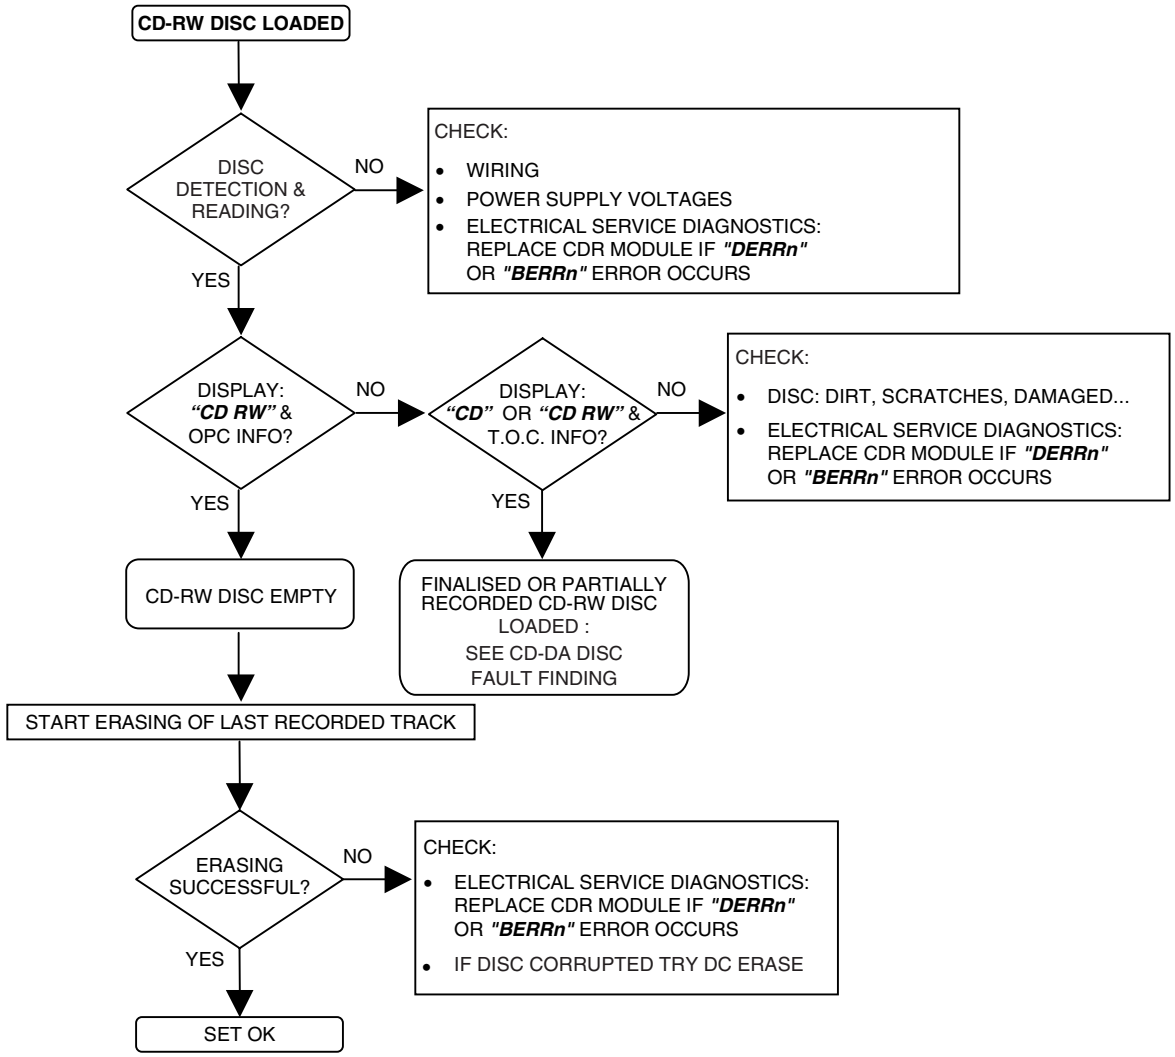 CD-RW DISC LOADED
DISC
DETECTION &
READING?
NO
CHECK:
• WIRING
• POWER SUPPLY VOLTAGES
• ELECTRICAL SERVICE DIAGNOSTICS:
REPLACE CDR MODULE IF "DERRn"
OR "BERRn" ERROR OCCURS
YES
DISPLAY:
“CD RW” &
OPC INFO?
NO
DISPLAY:
“CD” OR “CD RW” &
T.O.C. INFO?
NO
CHECK:
• DISC: DIRT, SCRATCHES, DAMAGED...
• ELECTRICAL SERVICE DIAGNOSTICS:
REPLACE CDR MODULE IF "DERRn"
OR "BERRn" ERROR OCCURS
YES
YES
CD-RW DISC EMPTY
FINALISED OR PARTIALLY
RECORDED CD-RW DISC
LOADED :
SEE CD-DA DISC
FAULT FINDING
START ERASING OF LAST RECORDED TRACK
ERASING
SUCCESSFUL?
NO
CHECK:
• ELECTRICAL SERVICE DIAGNOSTICS:
REPLACE CDR MODULE IF "DERRn"
OR "BERRn" ERROR OCCURS
• IF DISC CORRUPTED TRY DC ERASE
YES
SET OK